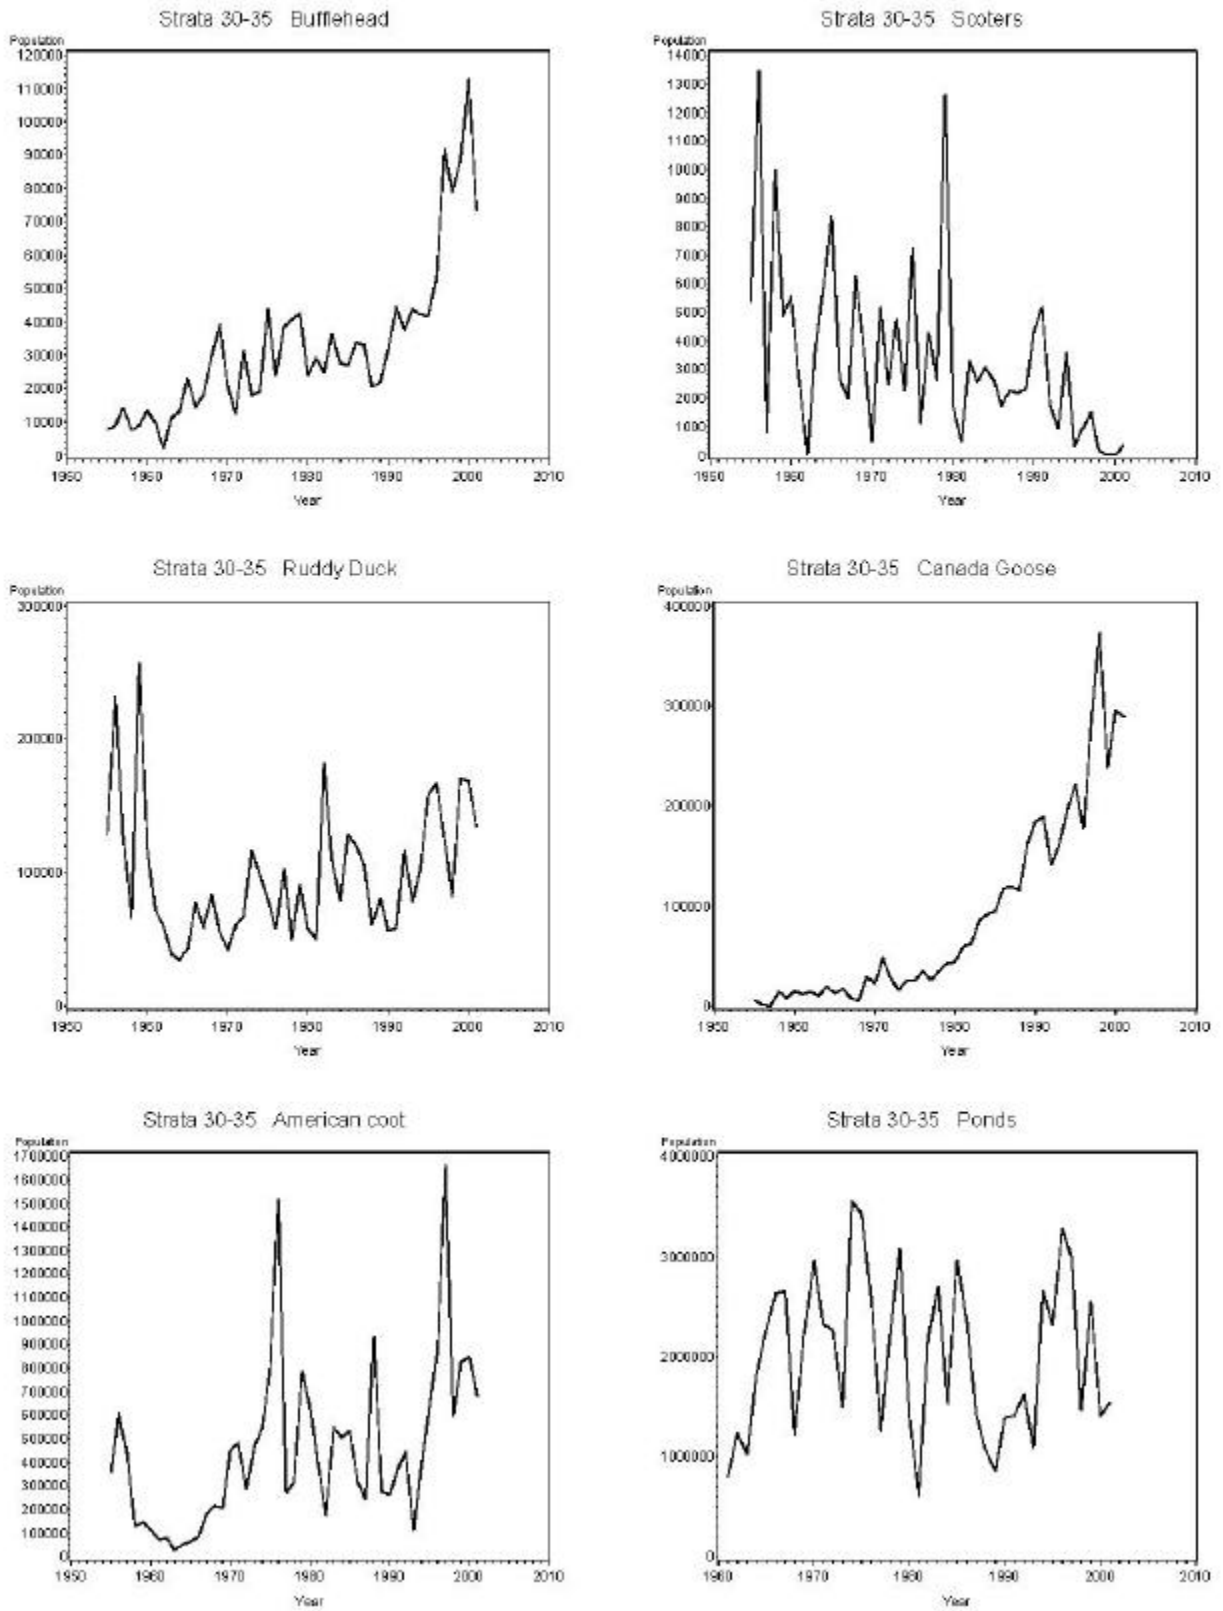 Strata 30-35 Bufflehead
Population
120000
110000
100000
90000
80000
70000
60000
50000
40000
30000
20000
10000
0
1950 1960 1970 1980 1990 2000 2010
Year
Strata 30-35 Scoters
Population
14000
13000
12000
11000
10000
9000
8000
7000
6000
5000
4000
3000
2000
1000
0
1950 1960 1970 1980 1990 2000 2010
Year
Strata 30-35 Ruddy Duck
Population
300000
200000
100000
0
1950 1960 1970 1980 1990 2000 2010
Year
Strata 30-35 Canada Goose
Population
400000
300000
200000
100000
0
1950 1960 1970 1980 1990 2000 2010
Year
Strata 30-35 American coot
Population
1700000
1600000
1500000
1400000
1300000
1200000
1100000
1000000
900000
800000
700000
600000
500000
400000
300000
200000
100000
0
1950 1960 1970 1980 1990 2000 2010
Year
Strata 30-35 Ponds
Population
4000000
3000000
2000000
1000000
0
1960 1970 1980 1990 2000 2010
Year